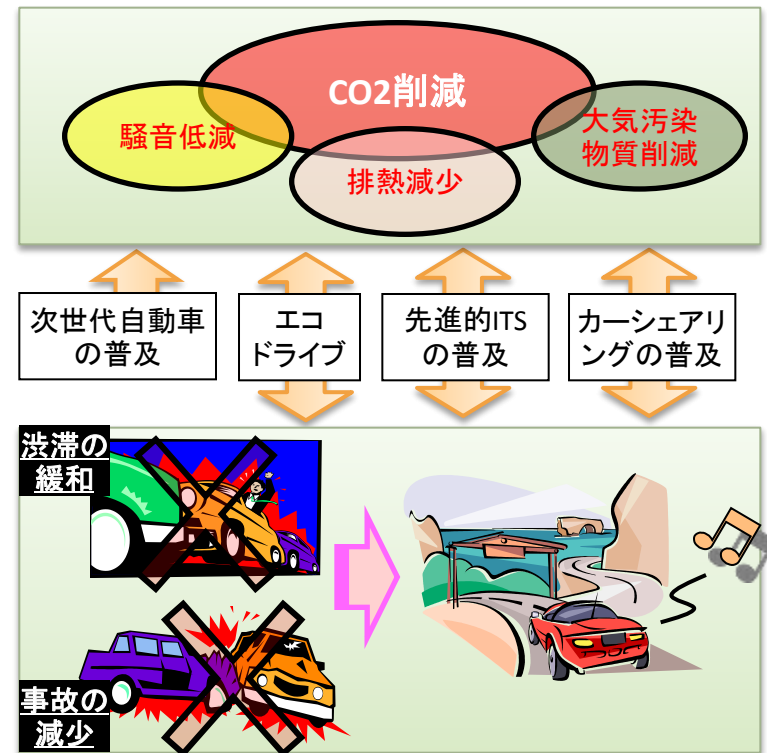 CO2削減
騒音低減
大気汚染
物質削減
排熱減少
次世代自動車
の普及
エコ
ドライブ
先進的ITS
の普及
カーシェアリ
ングの普及
渋滞の
緩和
事故の
減少